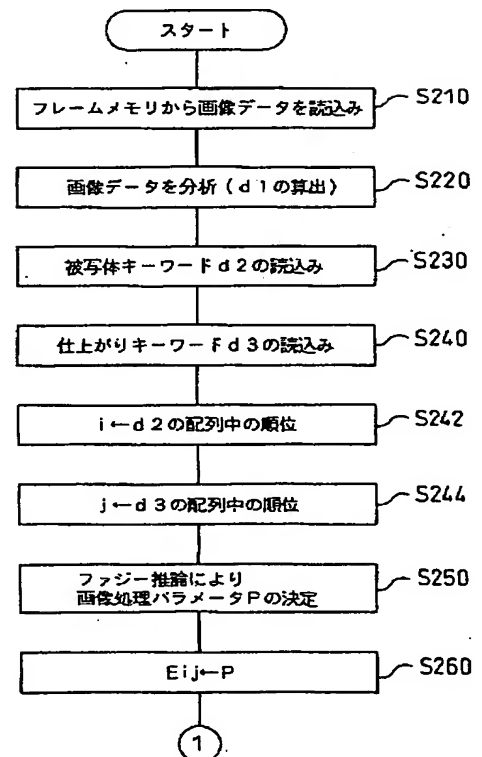 スタート
フレームメモリから画像データを読込み
S210
画像データを分析（d1の算出）
S220
被写体キーワードd2の読込み
S230
仕上がりキーワードd3の読込み
S240
i←d2の配列中の順位
S242
j←d3の配列中の順位
S244
ファジー推論により
画像処理パラメータPの決定
S250
Eij←P
S260
1